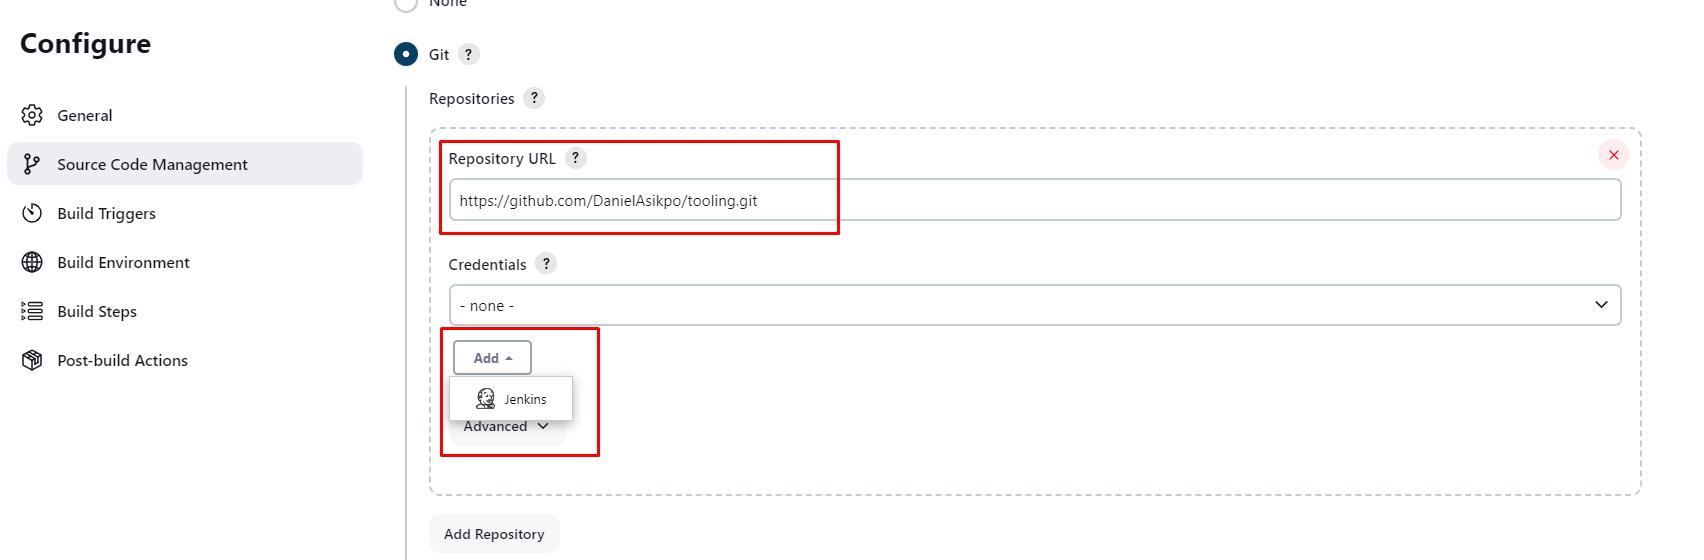 None
Configure
Git ?
Repositories ?
General
Source Code Management
Repository URL ?
https://github.com/DanielAsikpo/tooling.git
Build Triggers
Build Environment
Credentials ?
- none -
Build Steps
Add
Post-build Actions
Jenkins
Advanced
Add Repository